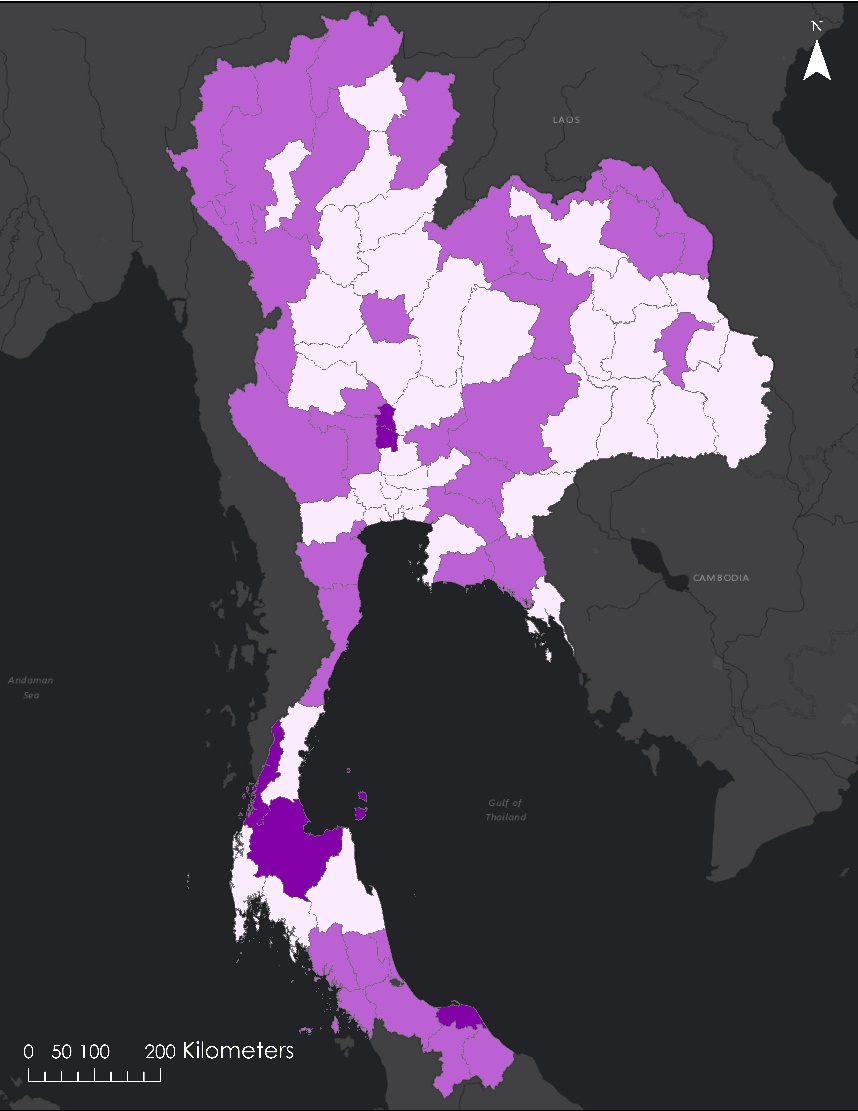 N
LAOS
CAMBODIA
Andaman
Sea
Gulf of
Thailand
0 50 100 200 Kilometers